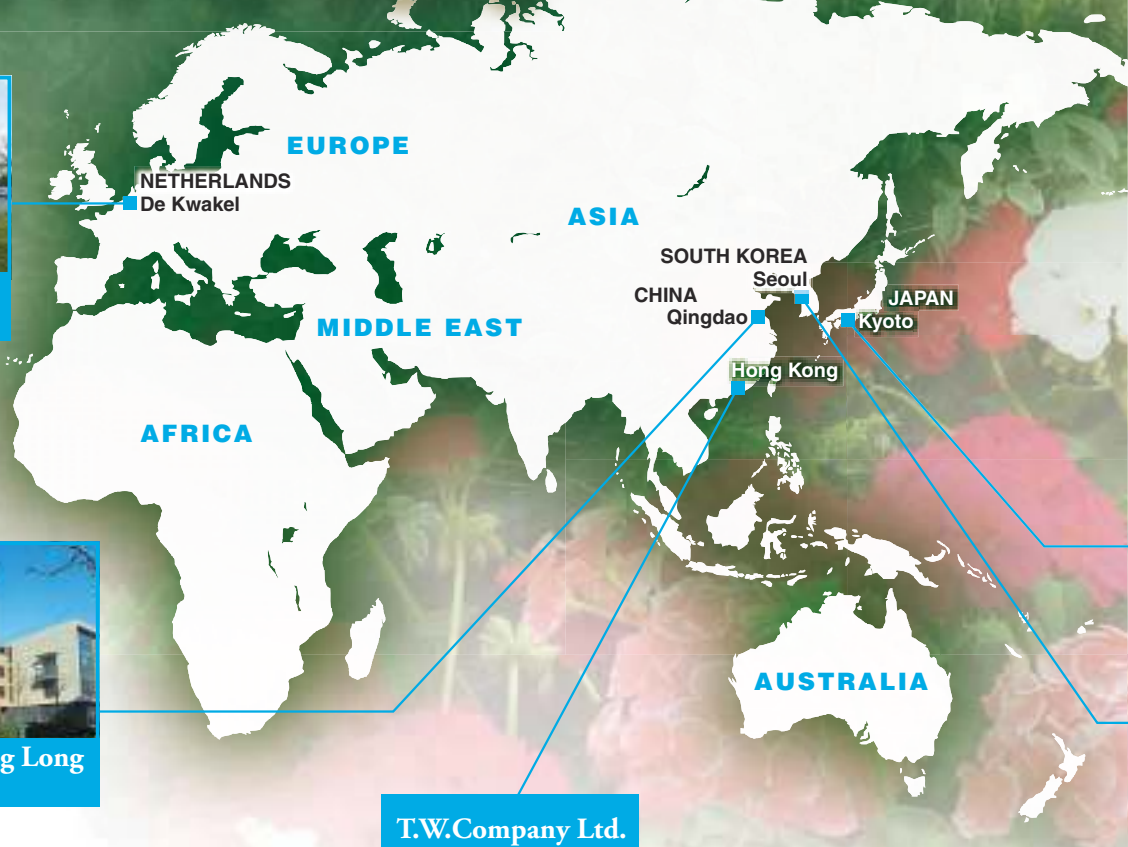 EUROPE
NETHERLANDS
De Kwakel
ASIA
SOUTH KOREA
Seoul
CHINA
Qingdao
JAPAN
Kyoto
MIDDLE EAST
Hong Kong
AFRICA
AUSTRALIA
g Long
T.W.Company Ltd.